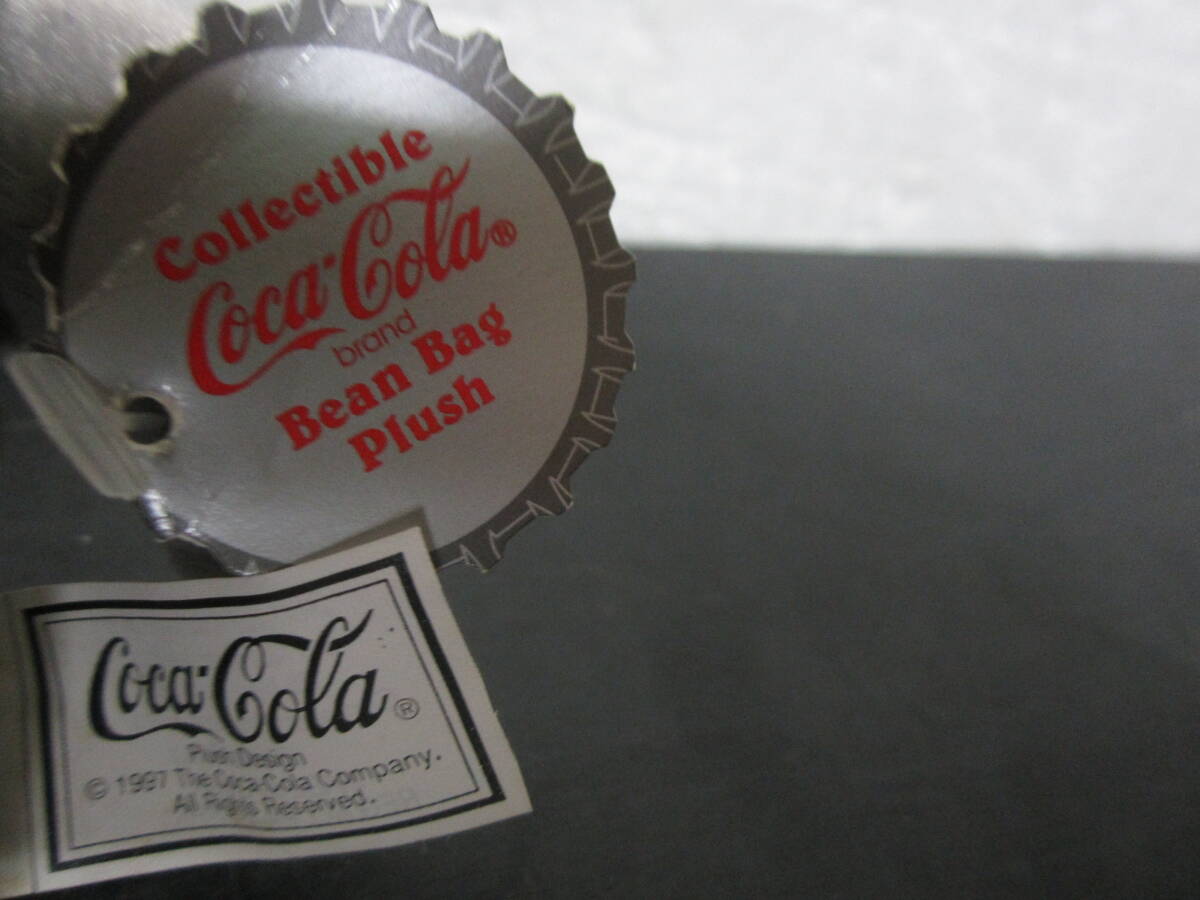 Collectible
Coca-Cola®
brand
Bean Bag
Plush
Coca-Cola®
Plush Design
© 1997 The Coca-Cola Company.
All Rights Reserved.